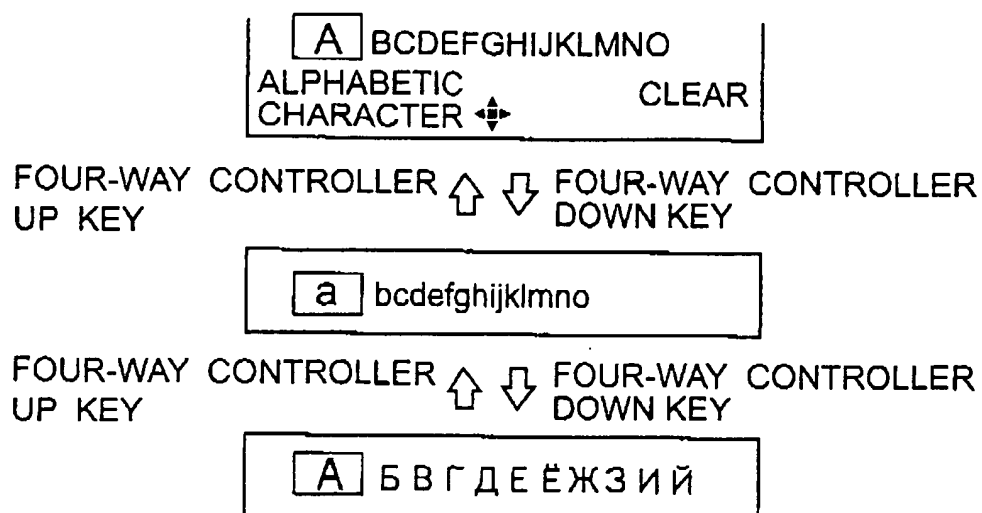 A BCDEFGHIJKLMNO
ALPHABETIC
CHARACTER CLEAR
FOUR-WAY CONTROLLER FOUR-WAY CONTROLLER
UP KEY DOWN KEY
a bcdefghijklmno
FOUR-WAY CONTROLLER FOUR-WAY CONTROLLER
UP KEY DOWN KEY
А Б В Г Д Е Ё Ж З И Й